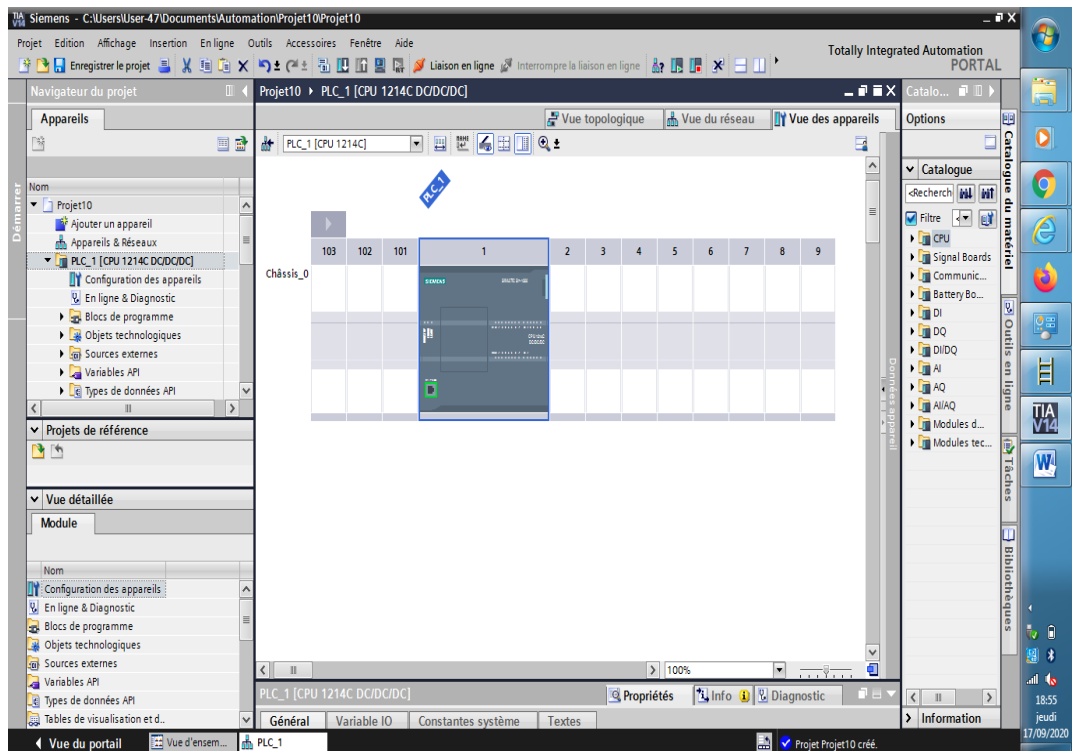 TIA V14 Siemens - C:\Users\User-47\Documents\Automation\Projet10\Projet10
Projet Edition Affichage Insertion En ligne Outils Accessoires Fenêtre Aide
Totally Integrated Automation
PORTAL
Enregistrer le projet Liaison en ligne Interrompre la liaison en ligne
Navigateur du projet
Projet10 PLC_1 [CPU 1214C DC/DC/DC]
Catalo...
Appareils
Vue topologique Vue du réseau Vue des appareils
Options
PLC_1 [CPU 1214C]
Démarrer
Nom
Projet10
Ajouter un appareil
Appareils & Réseaux
PLC_1 [CPU 1214C DC/DC/DC]
Configuration des appareils
En ligne & Diagnostic
Blocs de programme
Objets technologiques
Sources externes
Variables API
Types de données API
Projets de référence
Vue détaillée
Module
Nom
Configuration des appareils
En ligne & Diagnostic
Blocs de programme
Objets technologiques
Sources externes
Variables API
Types de données API
Tables de visualisation et d..
PLC_1
103 102 101 1 2 3 4 5 6 7 8 9
Châssis_0
SIEMENS
Données appareil
100%
PLC_1 [CPU 1214C DC/DC/DC]
Propriétés Info Diagnostic
Général Variable IO Constantes système Textes
Catalogue
<Recherch
Filtre
CPU
Signal Boards
Communic...
Battery Bo...
DI
DQ
DI/DQ
AI
AQ
AI/AQ
Modules d...
Modules tec...
Information
Catalogue du matériel
Outils en ligne
Tâches
Bibliothèques
TIA
V14
18:55
jeudi
17/09/2020
Vue du portail Vue d'ensem... PLC_1 Projet Projet10 créé.